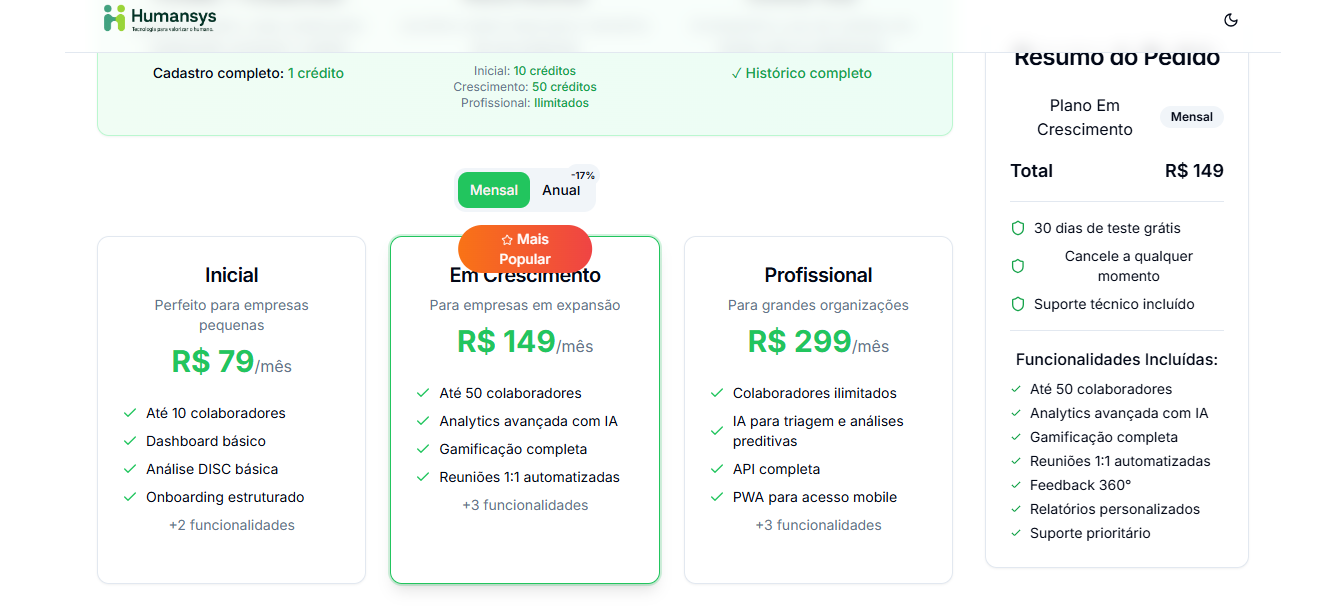 Humansys
Tecnologia para valorizar o humano.
Cadastro completo: 1 crédito
Inicial: 10 créditos
Crescimento: 50 créditos
Profissional: Ilimitados
✓ Histórico completo
Mensal
Anual
-17%
Inicial
Perfeito para empresas
pequenas
R$ 79/mês
Até 10 colaboradores
Dashboard básico
Análise DISC básica
Onboarding estruturado
+2 funcionalidades
Mais
Popular
Em Crescimento
Para empresas em expansão
R$ 149/mês
Até 50 colaboradores
Analytics avançada com IA
Gamificação completa
Reuniões 1:1 automatizadas
+3 funcionalidades
Profissional
Para grandes organizações
R$ 299/mês
Colaboradores ilimitados
IA para triagem e análises
preditivas
API completa
PWA para acesso mobile
+3 funcionalidades
Resumo do Pedido
Plano Em
Crescimento
Mensal
Total
R$ 149
30 dias de teste grátis
Cancele a qualquer
momento
Suporte técnico incluído
Funcionalidades Incluídas:
Até 50 colaboradores
Analytics avançada com IA
Gamificação completa
Reuniões 1:1 automatizadas
Feedback 360°
Relatórios personalizados
Suporte prioritário